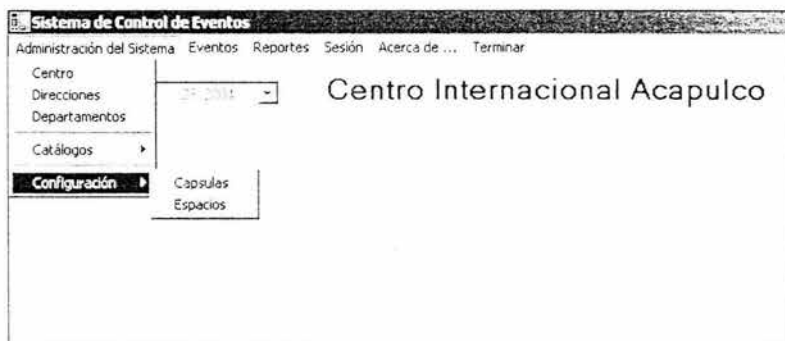 Sistema de Control de Eventos
Administración del Sistema Eventos Reportes Sesión Acerca de ... Terminar
Centro
Direcciones
Departamentos
Catálogos
Configuración
Capsulas
Espacios
Centro Internacional Acapulco